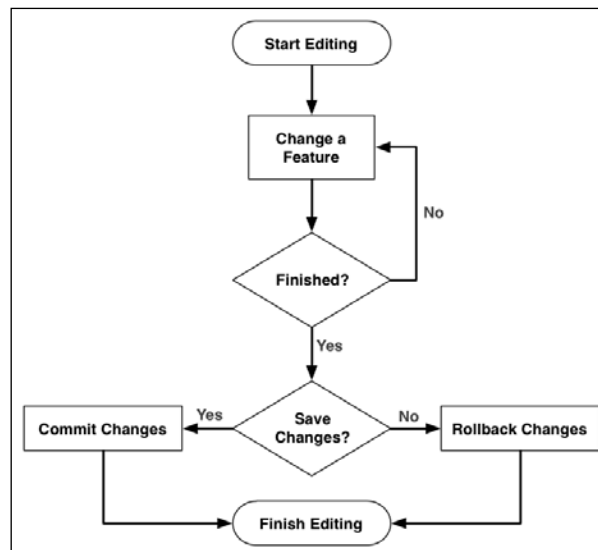 Start Editing
Change a
Feature
No
Finished?
Yes
Yes
Save
Changes?
No
Commit Changes
Rollback Changes
Finish Editing